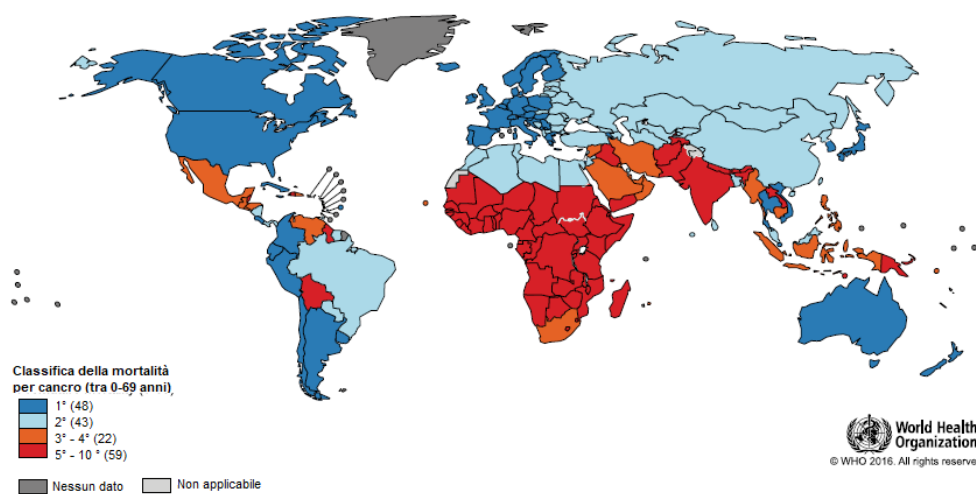 Classifica della mortalità
per cancro (tra 0-69 anni)
1° (48)
2° (43)
3° - 4° (22)
5° - 10 ° (59)
Nessun dato
Non applicabile
World Health
Organization
© WHO 2016. All rights reserve